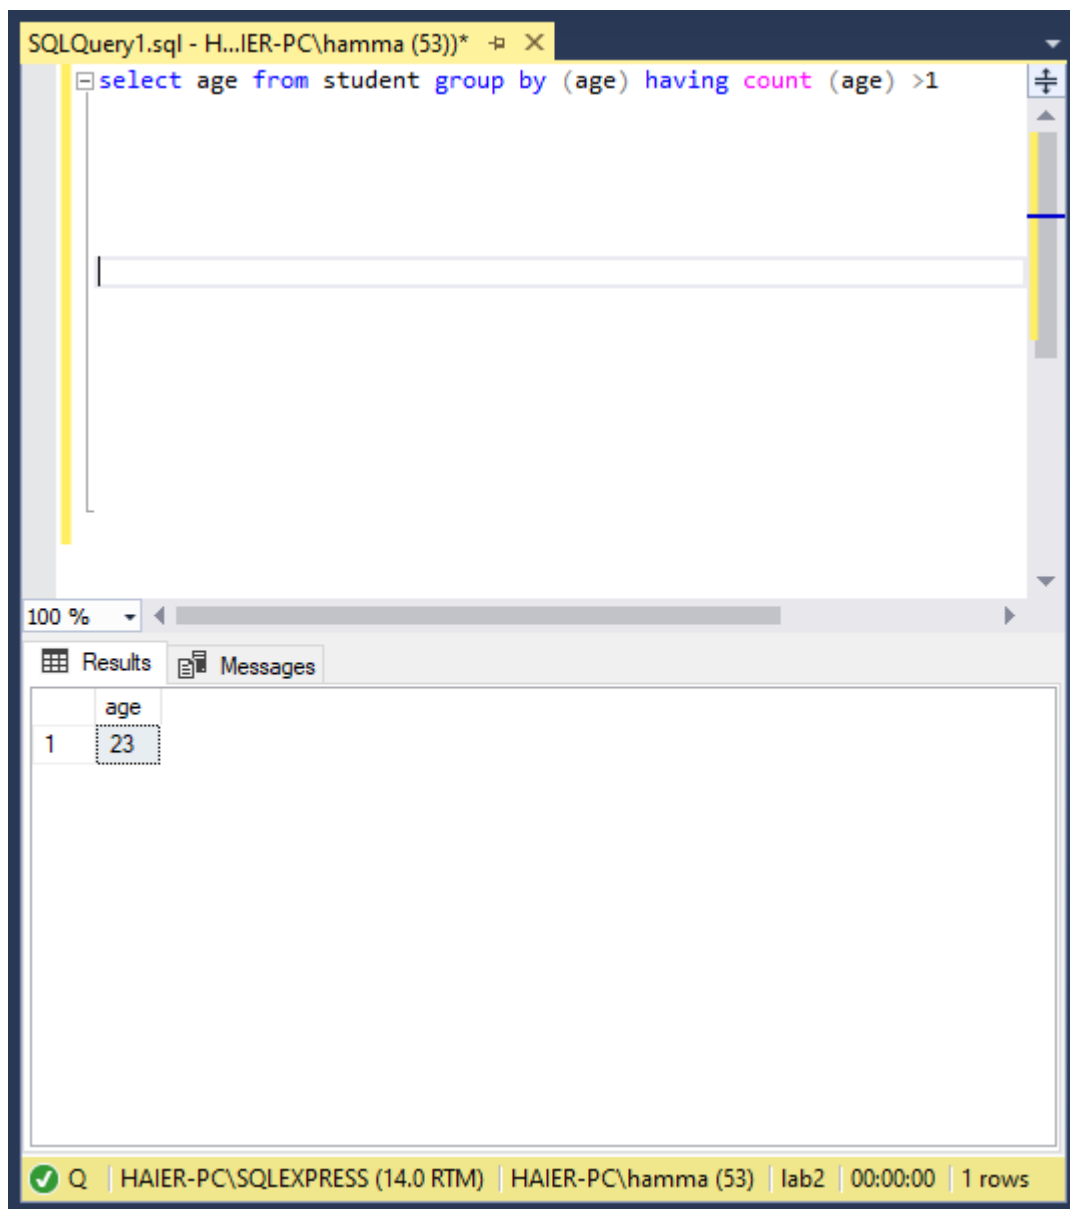 SQLQuery1.sql - H...IER-PC\hamma (53))*
select age from student group by (age) having count (age) >1
100 %
Results Messages
age
1 23
Q HAIER-PC\SQLEXPRESS (14.0 RTM) HAIER-PC\hamma (53) lab2 00:00:00 1 rows